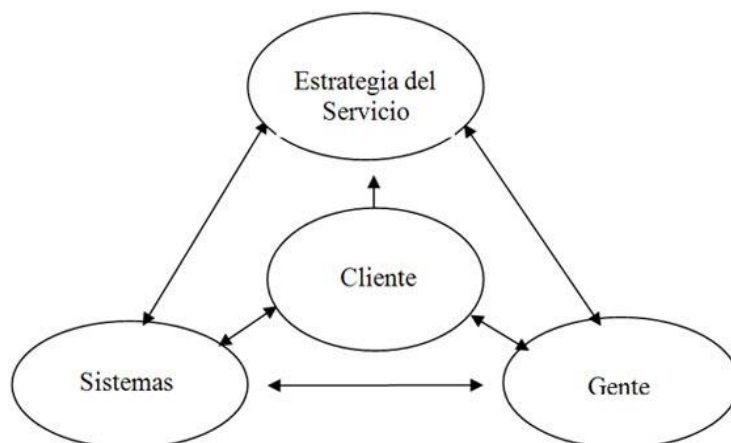 Estrategia del
Servicio
Cliente
Sistemas
Gente